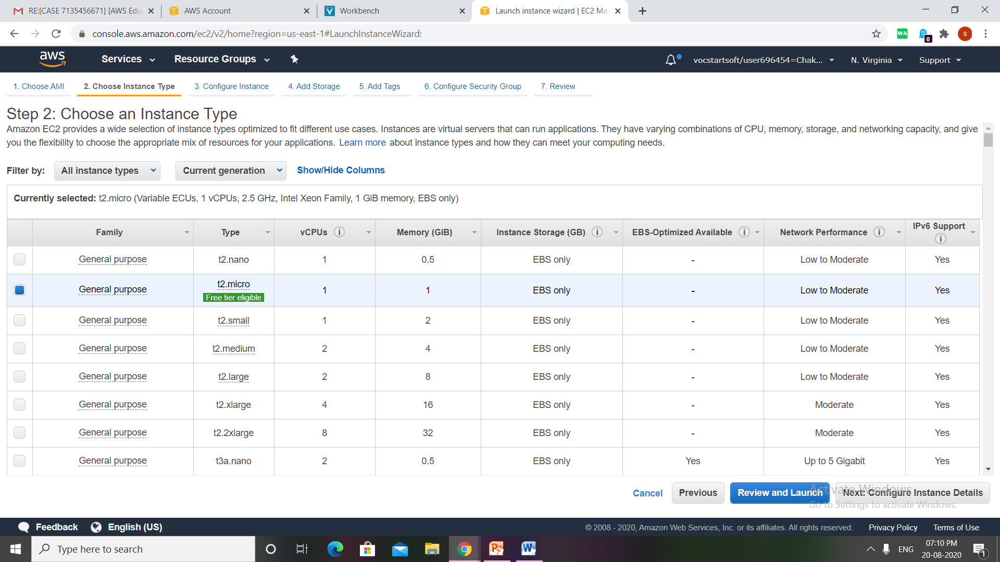 RE:[CASE 7135456671] [AWS Edu
AWS Account
Workbench
Launch instance wizard | EC2 Ma
console.aws.amazon.com/ec2/v2/home?region=us-east-1#LaunchInstanceWizard:
WA
0
S
aws
Services
Resource Groups
vocstartsoft/user696454=Chak...
N. Virginia
Support
1. Choose AMI
2. Choose Instance Type
3. Configure Instance
4. Add Storage
5. Add Tags
6. Configure Security Group
7. Review
Step 2: Choose an Instance Type
Amazon EC2 provides a wide selection of instance types optimized to fit different use cases. Instances are virtual servers that can run applications. They have varying combinations of CPU, memory, storage, and networking capacity, and give
you the flexibility to choose the appropriate mix of resources for your applications. Learn more about instance types and how they can meet your computing needs.
Filter by: All instance types Current generation Show/Hide Columns
Currently selected: t2.micro (Variable ECUs, 1 vCPUs, 2.5 GHz, Intel Xeon Family, 1 GiB memory, EBS only)
Family Type vCPUs i Memory (GiB) Instance Storage (GB) i EBS-Optimized Available i Network Performance i IPv6 Support i
General purpose t2.nano 1 0.5 EBS only - Low to Moderate Yes
General purpose t2.micro Free tier eligible 1 1 EBS only - Low to Moderate Yes
General purpose t2.small 1 2 EBS only - Low to Moderate Yes
General purpose t2.medium 2 4 EBS only - Low to Moderate Yes
General purpose t2.large 2 8 EBS only - Low to Moderate Yes
General purpose t2.xlarge 4 16 EBS only - Moderate Yes
General purpose t2.2xlarge 8 32 EBS only - Moderate Yes
General purpose t3a.nano 2 0.5 EBS only Yes Up to 5 Gigabit Yes
Cancel Previous Review and Launch Next: Configure Instance Details
Activate Windows
Go to Settings to activate Windows.
Feedback English (US)
© 2008 - 2020, Amazon Web Services, Inc. or its affiliates. All rights reserved. Privacy Policy Terms of Use
Type here to search
ENG
07:10 PM
20-08-2020
1